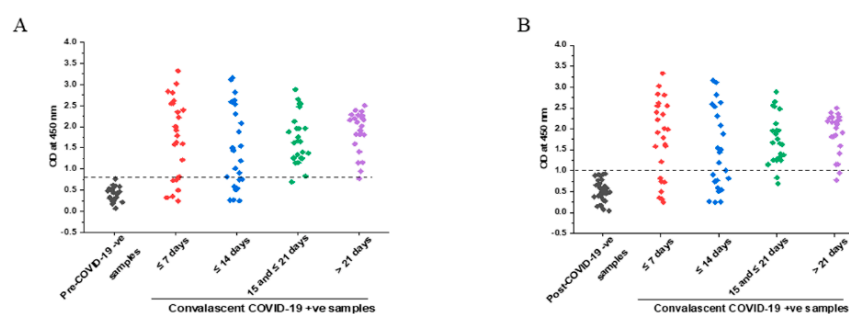 A
B
4.0
3.5
3.0
2.5
2.0
1.5
1.0
0.5
0.0
-0.5
OD at 450 nm
Pre-COVID-19 -ve
samples
≤ 7 days
≤ 14 days
15 and ≤ 21 days
> 21 days
Convalascent COVID-19 +ve samples
4.0
3.5
3.0
2.5
2.0
1.5
1.0
0.5
0.0
-0.5
OD at 450 nm
Post-COVID-19 -ve
samples
≤ 7 days
≤ 14 days
15 and ≤ 21 days
> 21 days
Convalascent COVID-19 +ve samples